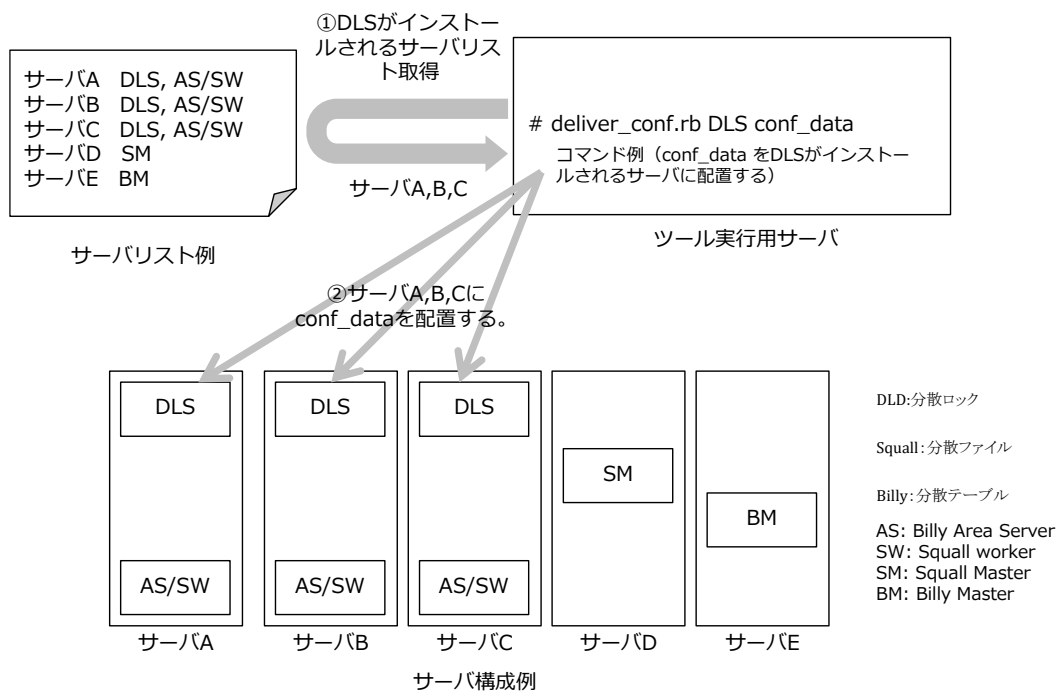 ①DLSがインストー
ルされるサーバリス
ト取得
サーバA DLS, AS/SW
サーバB DLS, AS/SW
サーバC DLS, AS/SW
サーバD SM
サーバE BM
サーバリスト例
サーバA,B,C
# deliver_conf.rb DLS conf_data
コマンド例（conf_data をDLSがインストー
ルされるサーバに配置する）
ツール実行用サーバ
②サーバA,B,Cに
conf_dataを配置する。
DLS
DLS
DLS
SM
BM
AS/SW
AS/SW
AS/SW
サーバA
サーバB
サーバC
サーバD
サーバE
サーバ構成例
DLD:分散ロック
Squall:分散ファイル
Billy:分散テーブル
AS: Billy Area Server
SW: Squall worker
SM: Squall Master
BM: Billy Master